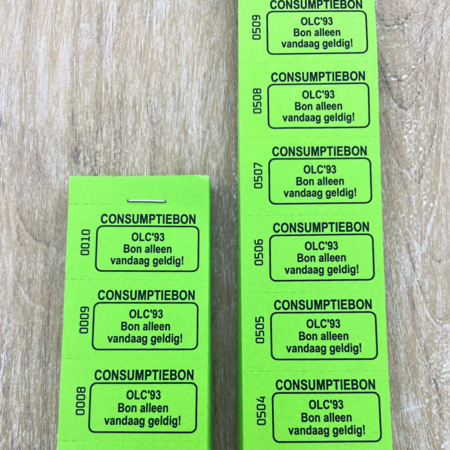 0010
CONSUMPTIEBON
OLC'93
Bon alleen
vandaag geldig!
0009
CONSUMPTIEBON
OLC'93
Bon alleen
vandaag geldig!
0008
CONSUMPTIEBON
OLC'93
Bon alleen
vandaag geldig!
0509
CONSUMPTIEBON
OLC'93
Bon alleen
vandaag geldig!
0508
CONSUMPTIEBON
OLC'93
Bon alleen
vandaag geldig!
0507
CONSUMPTIEBON
OLC'93
Bon alleen
vandaag geldig!
0506
CONSUMPTIEBON
OLC'93
Bon alleen
vandaag geldig!
0505
CONSUMPTIEBON
OLC'93
Bon alleen
vandaag geldig!
0504
CONSUMPTIEBON
OLC'93
Bon alleen
vandaag geldig!